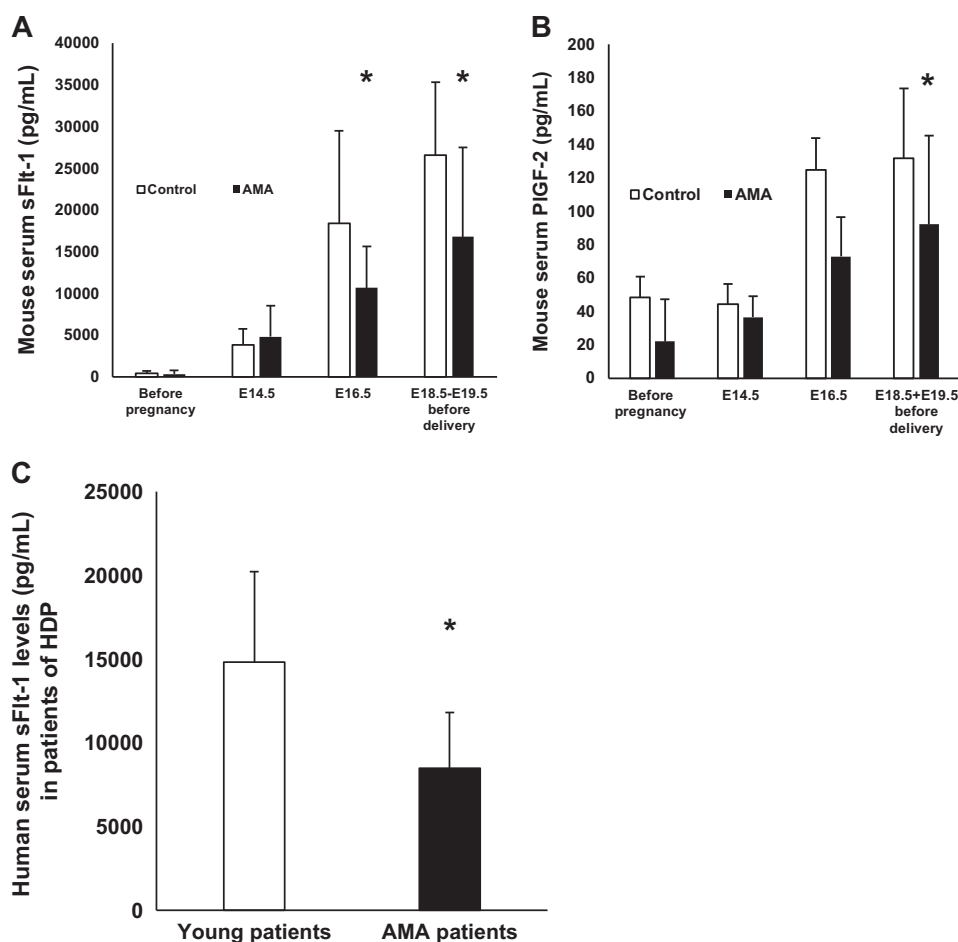 A
Mouse serum sFlt-1 (pg/mL)
40000
35000
30000
25000
20000
15000
10000
5000
0
* *
Control AMA
Before pregnancy
E14.5
E16.5
E18.5-E19.5 before delivery
B
Mouse serum PlGF-2 (pg/mL)
200
180
160
140
120
100
80
60
40
20
0
*
Control AMA
Before pregnancy
E14.5
E16.5
E18.5+E19.5 before delivery
C
Human serum sFlt-1 levels (pg/mL)
in patients of HDP
25000
20000
15000
10000
5000
0
*
Young patients
AMA patients